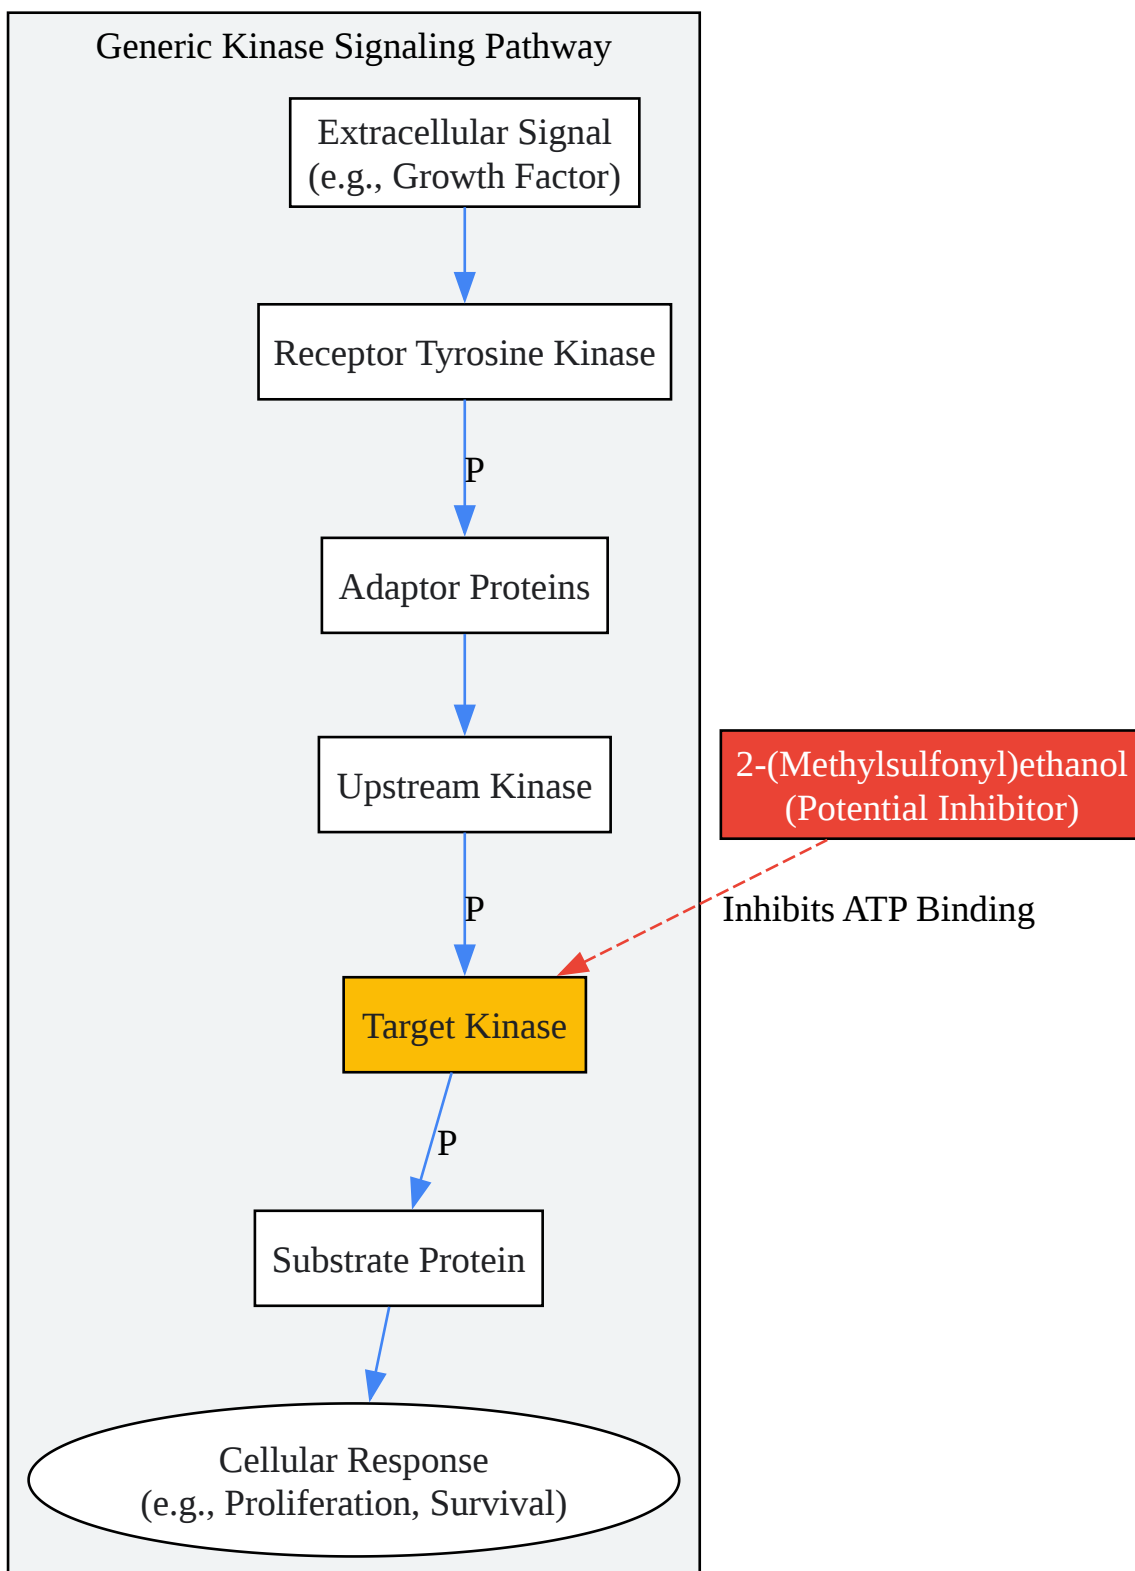 Generic Kinase Signaling Pathway
Extracellular Signal
(e.g., Growth Factor)
Receptor Tyrosine Kinase
P
Adaptor Proteins
Upstream Kinase
2-(Methylsulfonyl)ethanol
(Potential Inhibitor)
P
Inhibits ATP Binding
Target Kinase
P
Substrate Protein
Cellular Response
(e.g., Proliferation, Survival)